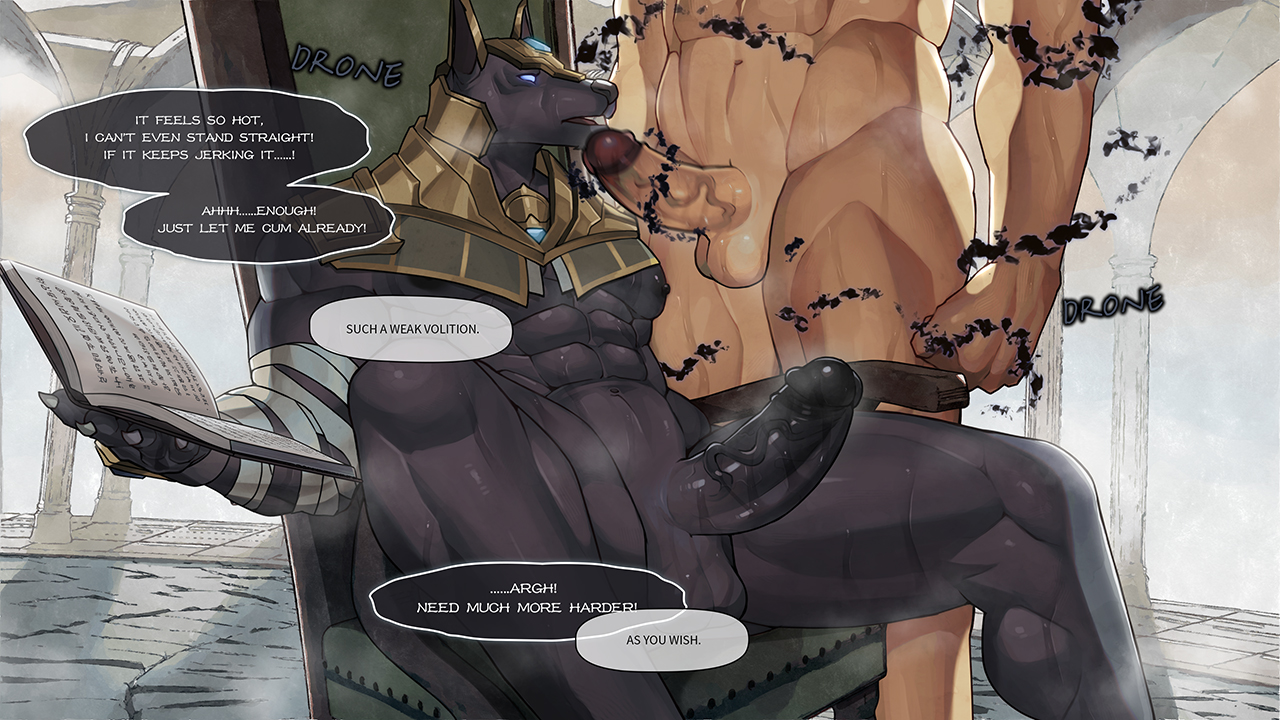 DRONE
IT FEELS SO HOT,
I CAN'T EVEN STAND STRAIGHT!
IF IT KEEPS JERKING IT......!
AHHH......ENOUGH!
JUST LET ME CUM ALREADY!
SUCH A WEAK VOLITION.
DRONE
......ARGH!
NEED MUCH MORE HARDER!
AS YOU WISH.